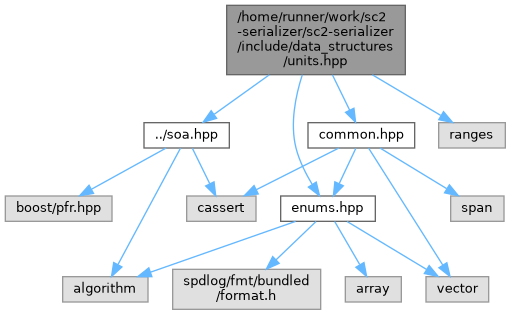 /home/runner/work/sc2
-serializer/sc2-serializer
/include/data_structures
/units.hpp
../soa.hpp
common.hpp
ranges
boost/pfr.hpp
cassert
enums.hpp
span
algorithm
spdlog/fmt/bundled
/format.h
array
vector